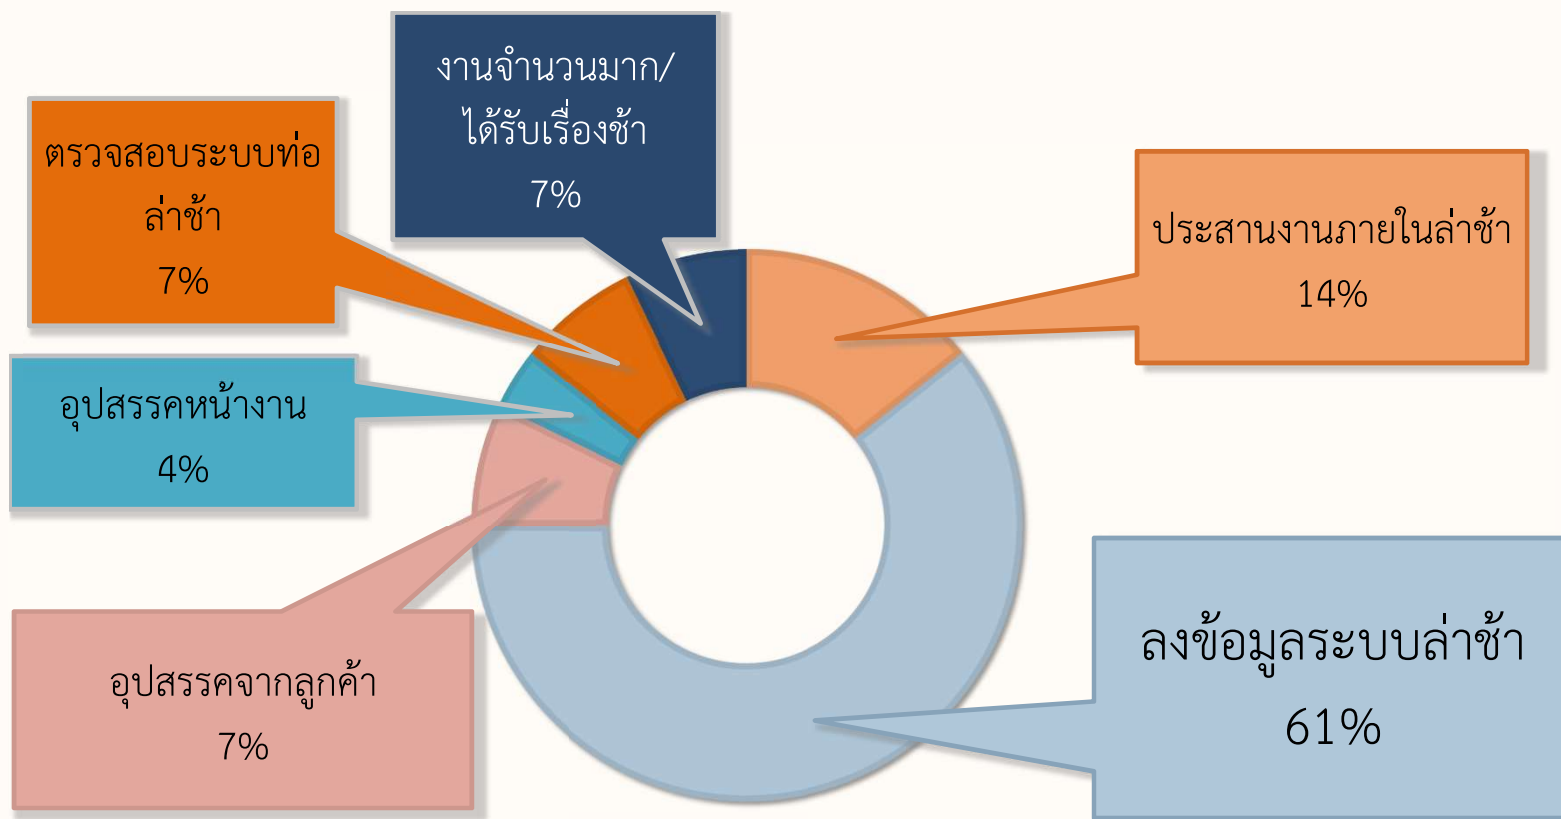 งานจำนวนมาก/
ได้รับเรื่องช้า
7%
ตรวจสอบระบบท่อ
ล่าช้า
7%
ประสานงานภายในล่าช้า
14%
อุปสรรคหน้างาน
4%
อุปสรรคจากลูกค้า
7%
ลงข้อมูลระบบล่าช้า
61%